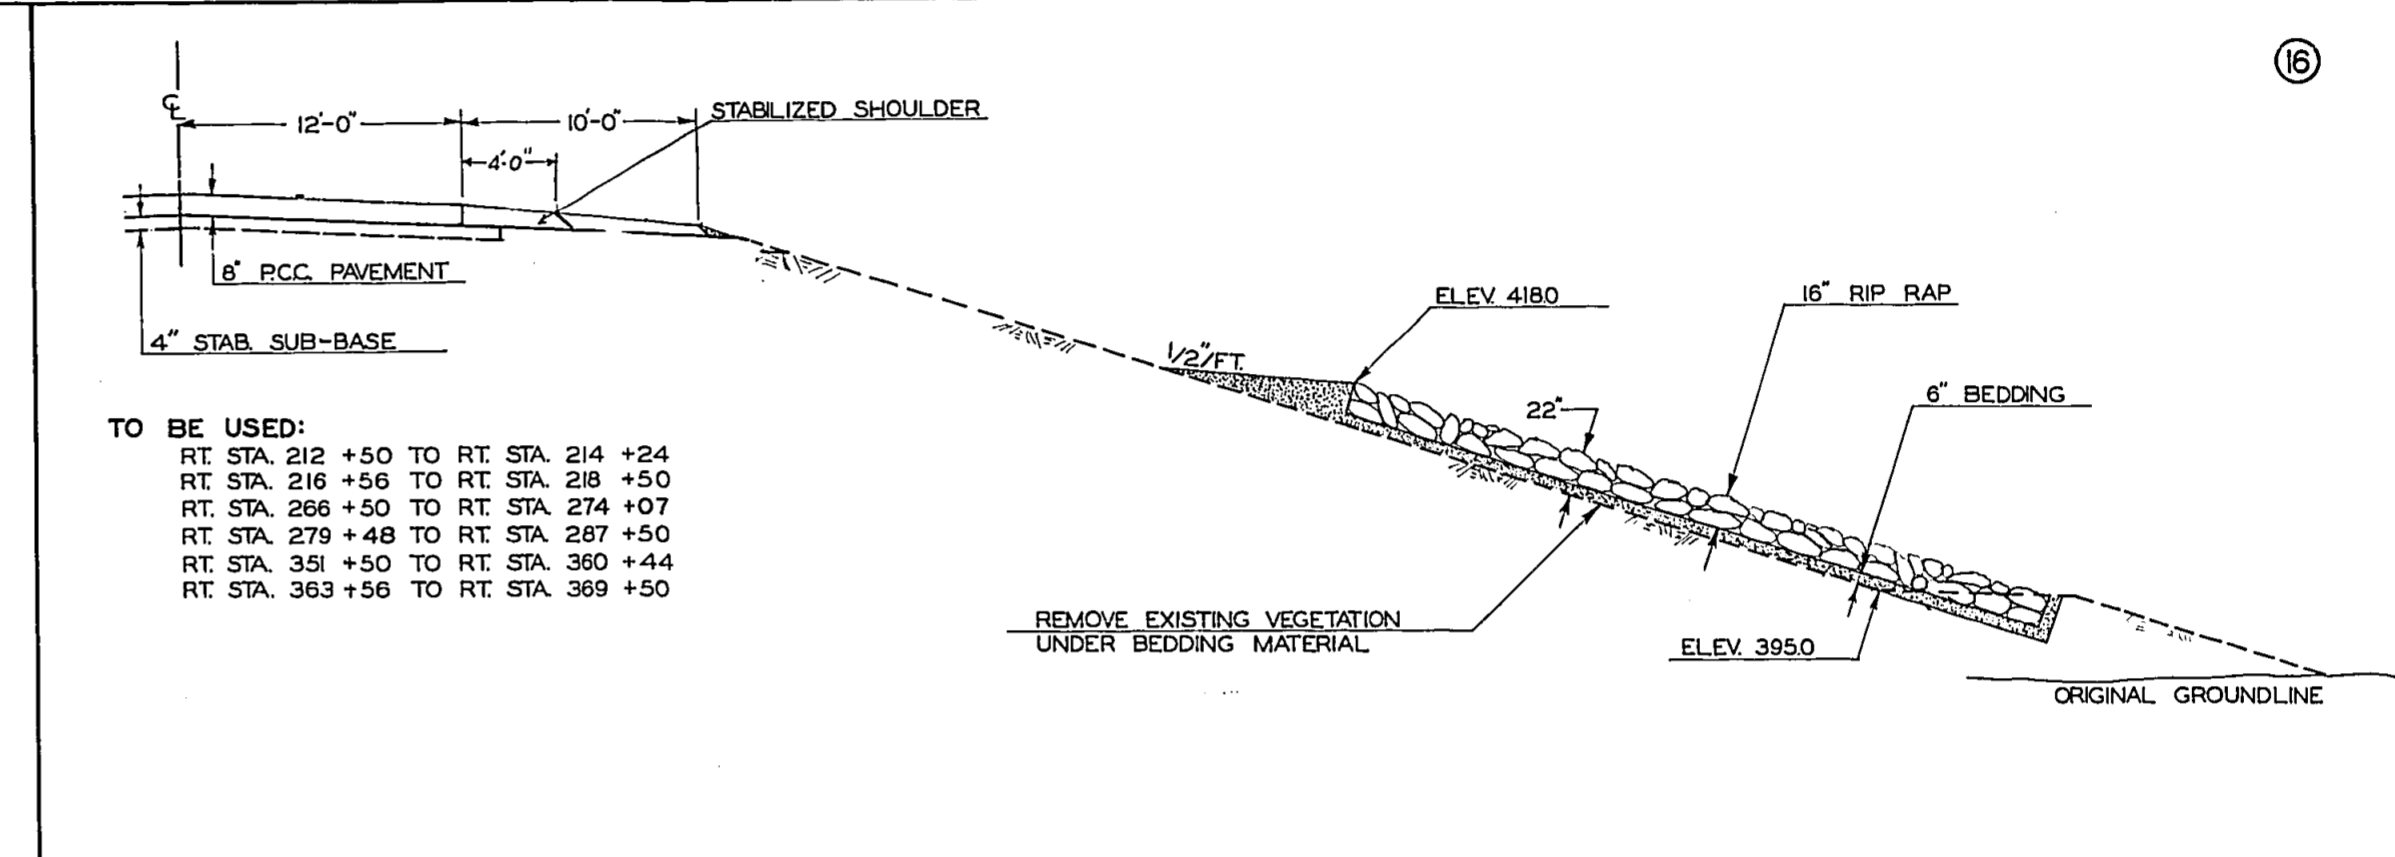 16
℄
12'-0"
10'-0"
STABILIZED SHOULDER
4'-0"
8" P.C.C. PAVEMENT
4" STAB. SUB-BASE
ELEV. 418.0
16" RIP RAP
1/2"/FT.
22"
6" BEDDING
TO BE USED:
RT. STA. 212 +50 TO RT. STA. 214 +24
RT. STA. 216 +56 TO RT. STA. 218 +50
RT. STA. 266 +50 TO RT. STA. 274 +07
RT. STA. 279 +48 TO RT. STA. 287 +50
RT. STA. 351 +50 TO RT. STA. 360 +44
RT. STA. 363 +56 TO RT. STA. 369 +50
REMOVE EXISTING VEGETATION
UNDER BEDDING MATERIAL
ELEV. 395.0
ORIGINAL GROUNDLINE